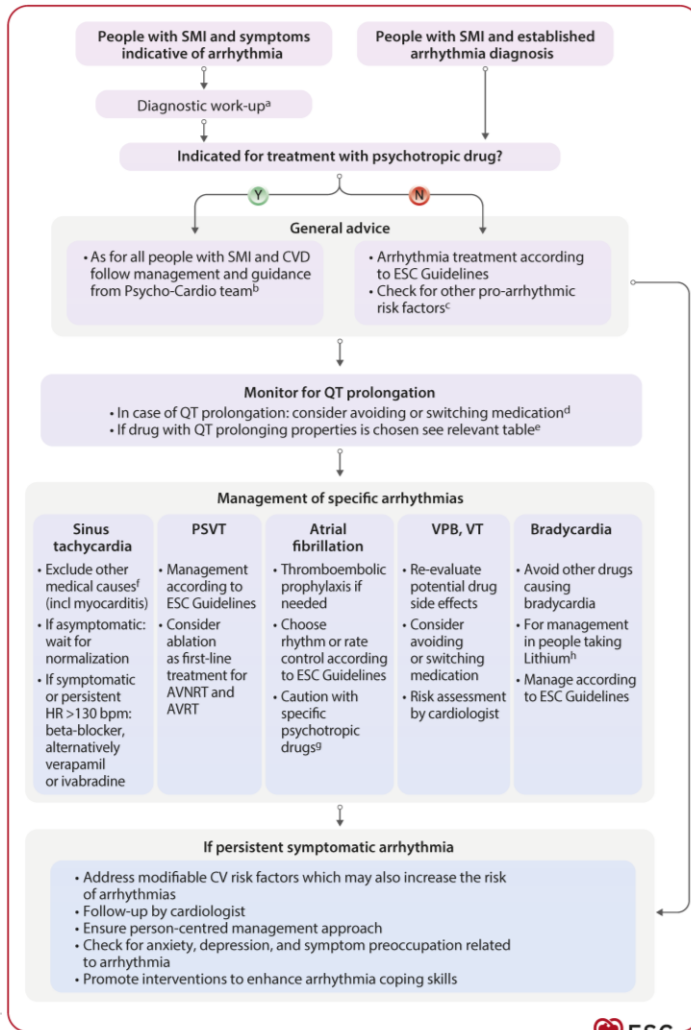 People with SMI and symptoms
indicative of arrhythmia
People with SMI and established
arrhythmia diagnosis
Diagnostic work-upᵃ
Indicated for treatment with psychotropic drug?
Y
N
General advice
• As for all people with SMI and CVD
follow management and guidance
from Psycho-Cardio teamᵇ
• Arrhythmia treatment according
to ESC Guidelines
• Check for other pro-arrhythmic
risk factorsᶜ
Monitor for QT prolongation
• In case of QT prolongation: consider avoiding or switching medicationᵈ
• If drug with QT prolonging properties is chosen see relevant tableᵉ
Management of specific arrhythmias
Sinus
tachycardia
• Exclude other
medical causesᶠ
(incl myocarditis)
• If asymptomatic:
wait for
normalization
• If symptomatic
or persistent
HR >130 bpm:
beta-blocker,
alternatively
verapamil
or ivabradine
PSVT
• Management
according to
ESC Guidelines
• Consider
ablation
as first-line
treatment for
AVNRT and
AVRT
Atrial
fibrillation
• Thromboembolic
prophylaxis if
needed
• Choose
rhythm or rate
control according
to ESC Guidelines
• Caution with
specific
psychotropic
drugsᵍ
VPB, VT
• Re-evaluate
potential drug
side effects
• Consider
avoiding
or switching
medication
• Risk assessment
by cardiologist
Bradycardia
• Avoid other drugs
causing
bradycardia
• For management
in people taking
Lithiumʰ
• Manage according
to ESC Guidelines
If persistent symptomatic arrhythmia
• Address modifiable CV risk factors which may also increase the risk
of arrhythmias
• Follow-up by cardiologist
• Ensure person-centred management approach
• Check for anxiety, depression, and symptom preoccupation related
to arrhythmia
• Promote interventions to enhance arrhythmia coping skills
ESC